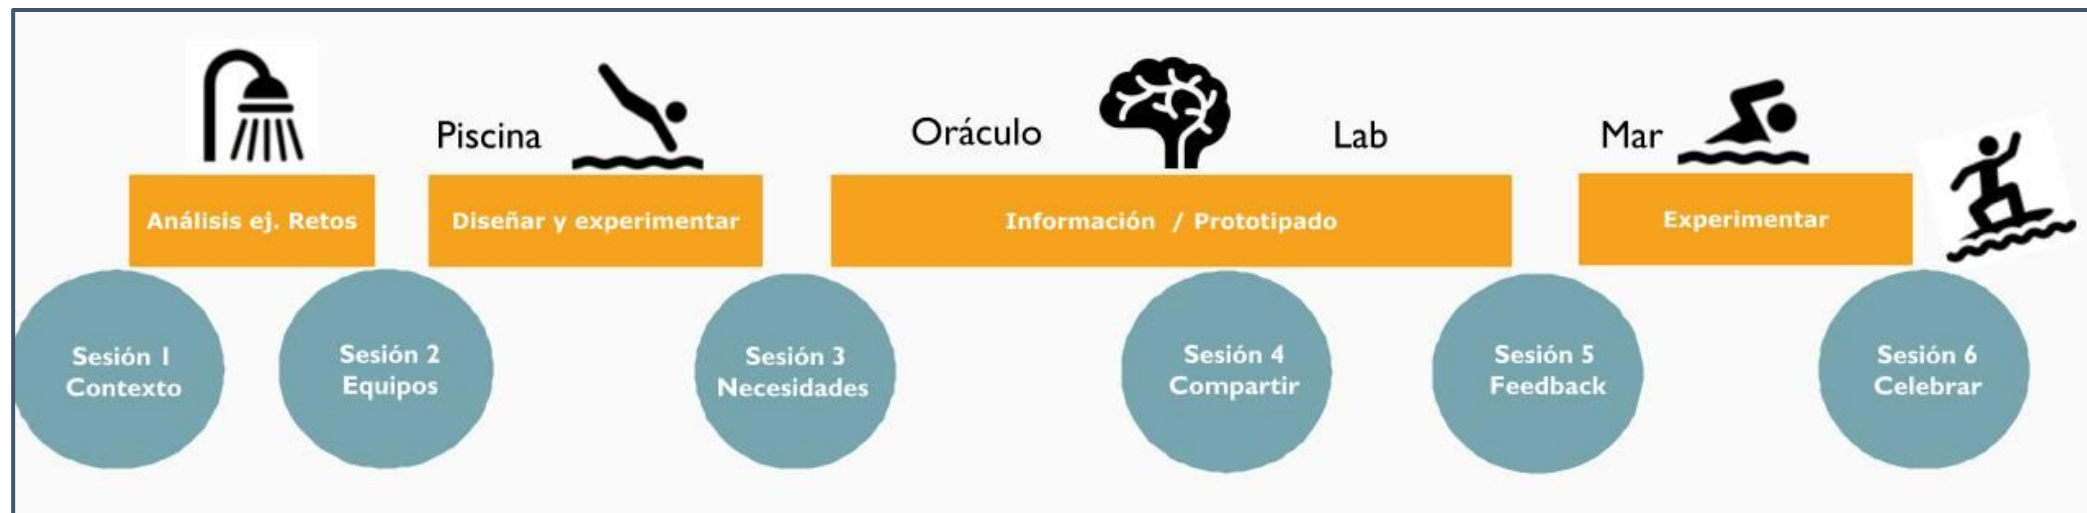 Piscina
Oráculo
Lab
Mar
Análisis ej. Retos
Diseñar y experimentar
Información / Prototipado
Experimentar
Sesión 1
Contexto
Sesión 2
Equipos
Sesión 3
Necesidades
Sesión 4
Compartir
Sesión 5
Feedback
Sesión 6
Celebrar